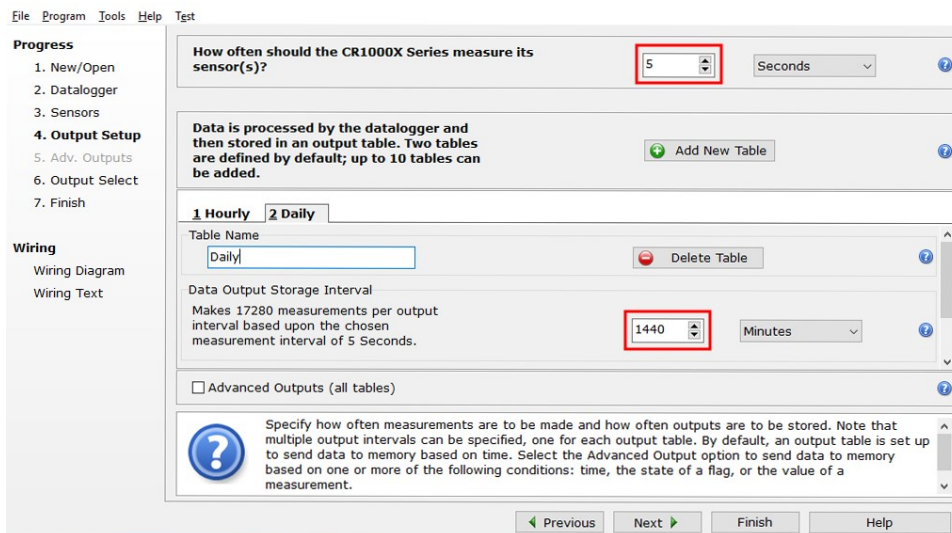 File Program Tools Help Test
Progress
1. New/Open
2. Datalogger
3. Sensors
4. Output Setup
5. Adv. Outputs
6. Output Select
7. Finish
Wiring
Wiring Diagram
Wiring Text
How often should the CR1000X Series measure its
sensor(s)?
5
Seconds
Data is processed by the datalogger and
then stored in an output table. Two tables
are defined by default; up to 10 tables can
be added.
Add New Table
1 Hourly 2 Daily
Table Name
Daily
Delete Table
Data Output Storage Interval
Makes 17280 measurements per output
interval based upon the chosen
measurement interval of 5 Seconds.
1440
Minutes
Advanced Outputs (all tables)
Specify how often measurements are to be made and how often outputs are to be stored. Note that
multiple output intervals can be specified, one for each output table. By default, an output table is set up
to send data to memory based on time. Select the Advanced Output option to send data to memory
based on one or more of the following conditions: time, the state of a flag, or the value of a
measurement.
Previous Next Finish Help